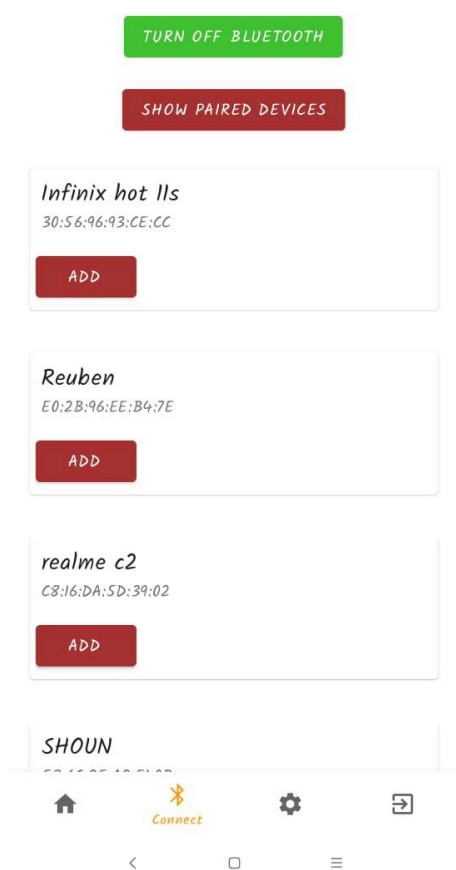 TURN OFF BLUETOOTH
SHOW PAIRED DEVICES
Infinix hot 11s
30:56:96:93:CE:CC
ADD
Reuben
E0:2B:96:EE:B4:7E
ADD
realme c2
C8:16:DA:5D:39:02
ADD
SHOUN
Connect